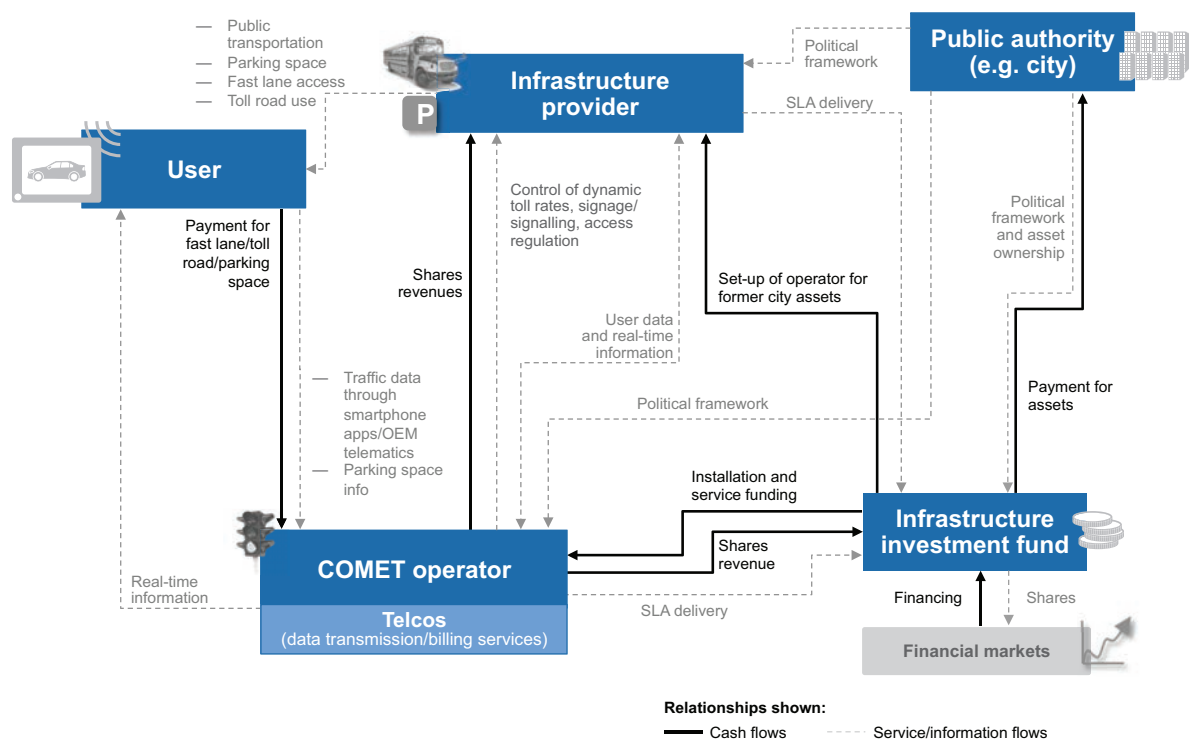 — Public
transportation
— Parking space
— Fast lane access
— Toll road use
P
Infrastructure
provider
Political
framework
Public authority
(e.g. city)
SLA delivery
User
Payment for
fast lane/toll
road/parking
space
Control of dynamic
toll rates, signage/
signalling, access
regulation
Political
framework
and asset
ownership
Shares
revenues
Set-up of operator for
former city assets
User data
and real-time
information
— Traffic data
through
smartphone
apps/OEM
telematics
— Parking space
info
Political framework
Payment for
assets
Installation and
service funding
Infrastructure
investment fund
COMET operator
Shares
revenue
Real-time
information
SLA delivery
Telcos
(data transmission/billing services)
Financing
Shares
Financial markets
Relationships shown:
Cash flows
Service/information flows